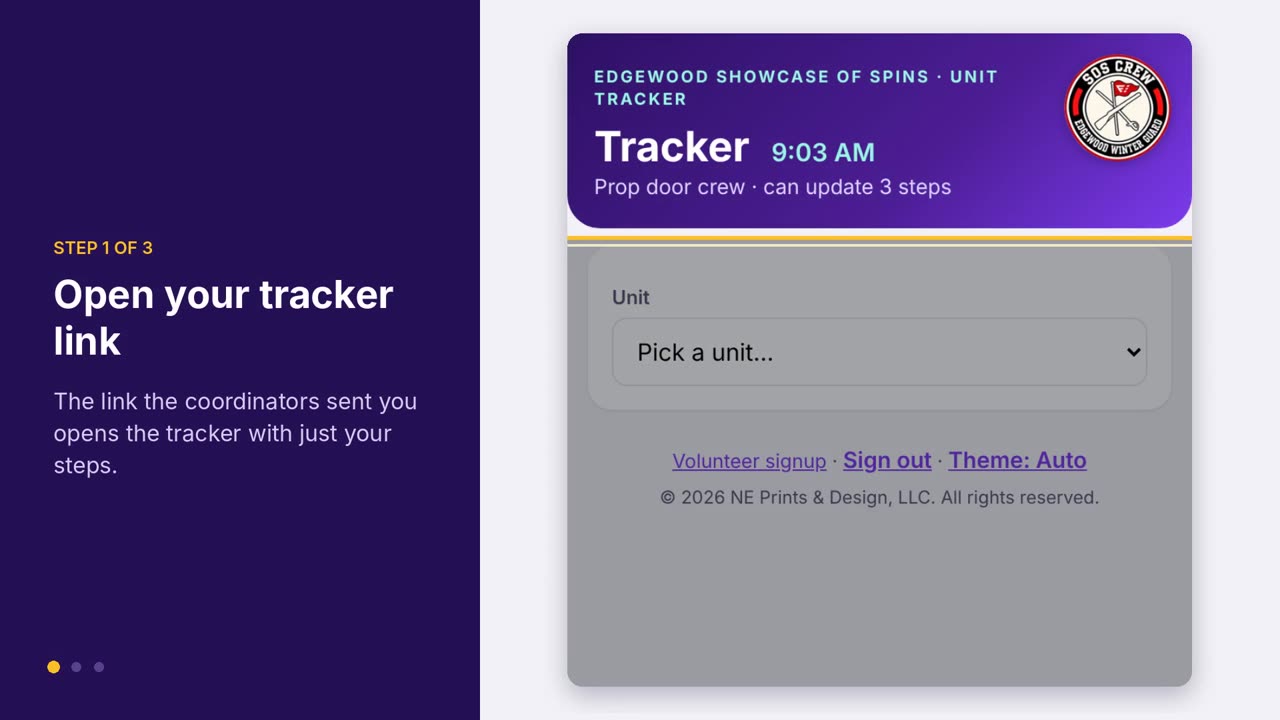 STEP 1 OF 3
Open your tracker
link
The link the coordinators sent you
opens the tracker with just your
steps.
EDGEWOOD SHOWCASE OF SPINS · UNIT
TRACKER
Tracker 9:03 AM
Prop door crew · can update 3 steps
SOS CREW
EDGEWOOD WINTER GUARD
Unit
Pick a unit...
Volunteer signup · Sign out · Theme: Auto
© 2026 NE Prints & Design, LLC. All rights reserved.